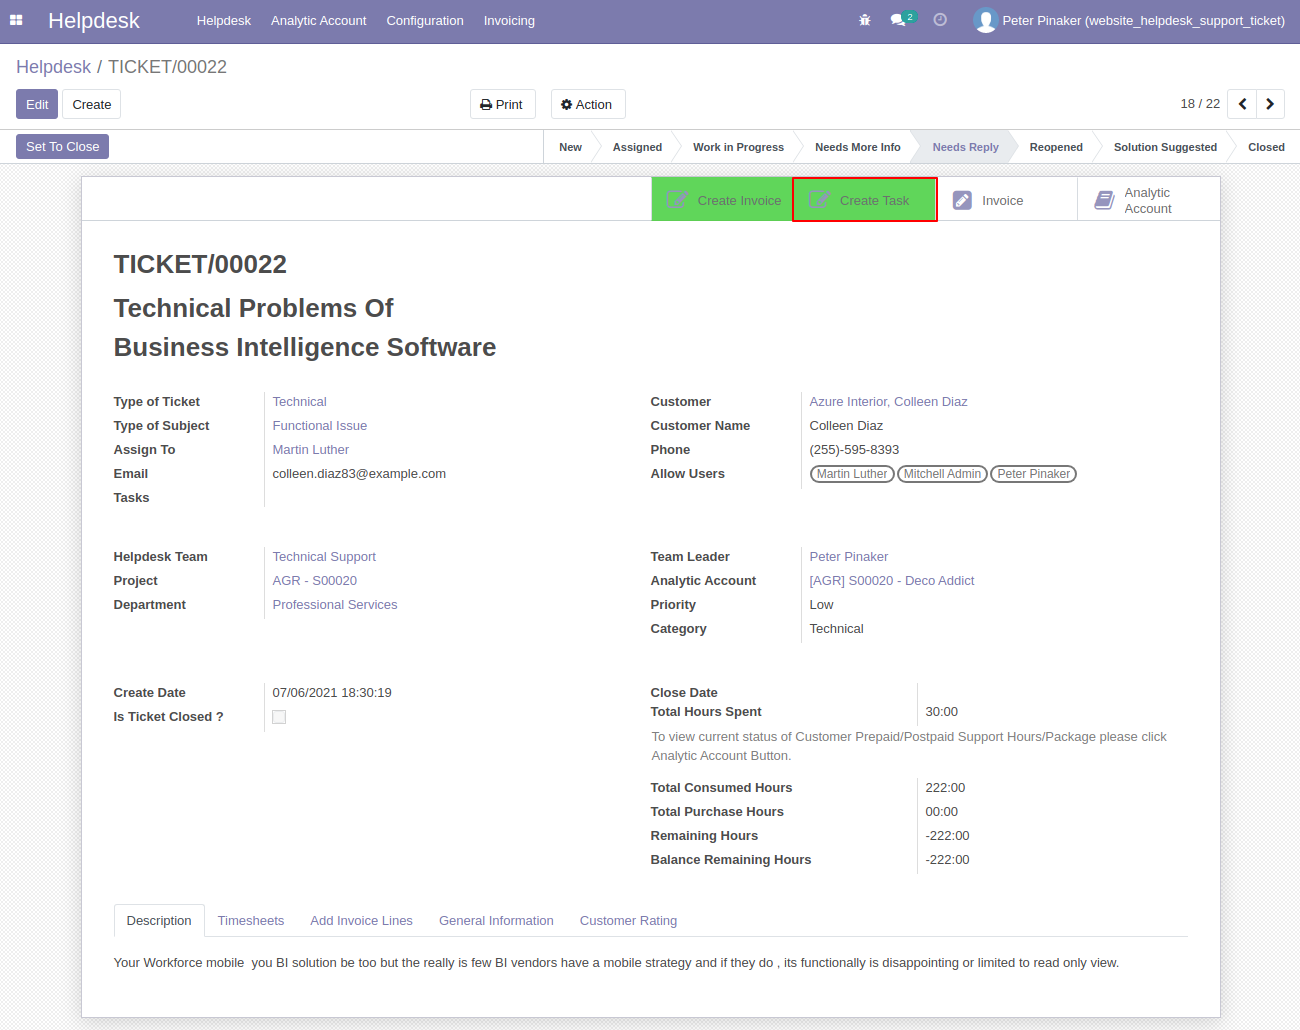 Helpdesk Helpdesk Analytic Account Configuration Invoicing 2 Peter Pinaker (website_helpdesk_support_ticket)
Helpdesk / TICKET/00022
Edit Create Print Action 18 / 22
Set To Close New Assigned Work in Progress Needs More Info Needs Reply Reopened Solution Suggested Closed
Create Invoice Create Task Invoice Analytic
Account
TICKET/00022
Technical Problems Of
Business Intelligence Software
Type of Ticket Technical Customer Azure Interior, Colleen Diaz
Type of Subject Functional Issue Customer Name Colleen Diaz
Assign To Martin Luther Phone (255)-595-8393
Email colleen.diaz83@example.com Allow Users Martin Luther Mitchell Admin Peter Pinaker
Tasks
Helpdesk Team Technical Support Team Leader Peter Pinaker
Project AGR - S00020 Analytic Account [AGR] S00020 - Deco Addict
Department Professional Services Priority Low
Category Technical
Create Date 07/06/2021 18:30:19 Close Date
Is Ticket Closed ? Total Hours Spent 30:00
To view current status of Customer Prepaid/Postpaid Support Hours/Package please click
Analytic Account Button.
Total Consumed Hours 222:00
Total Purchase Hours 00:00
Remaining Hours -222:00
Balance Remaining Hours -222:00
Description Timesheets Add Invoice Lines General Information Customer Rating
Your Workforce mobile  you BI solution be too but the really is few BI vendors have a mobile strategy and if they do , its functionally is disappointing or limited to read only view.